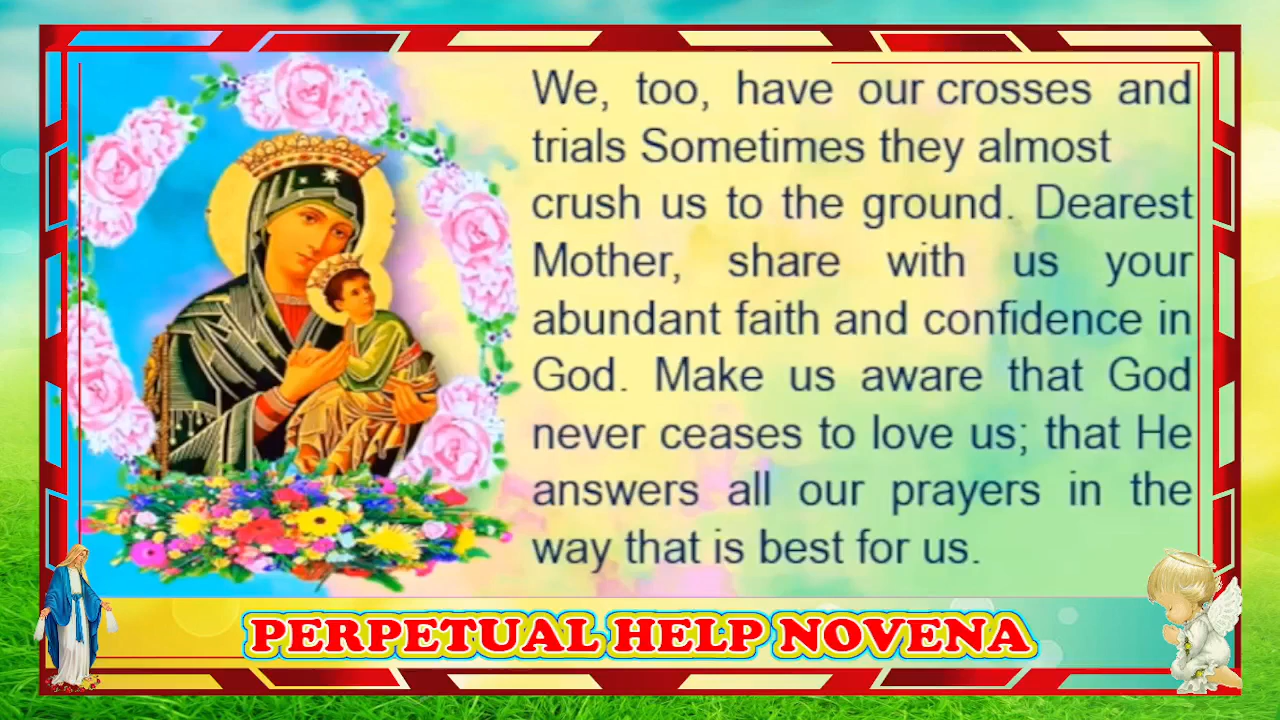 We, too, have our crosses and
trials Sometimes they almost
crush us to the ground. Dearest
Mother, share with us your
abundant faith and confidence in
God. Make us aware that God
never ceases to love us; that He
answers all our prayers in the
way that is best for us.
PERPETUAL HELP NOVENA